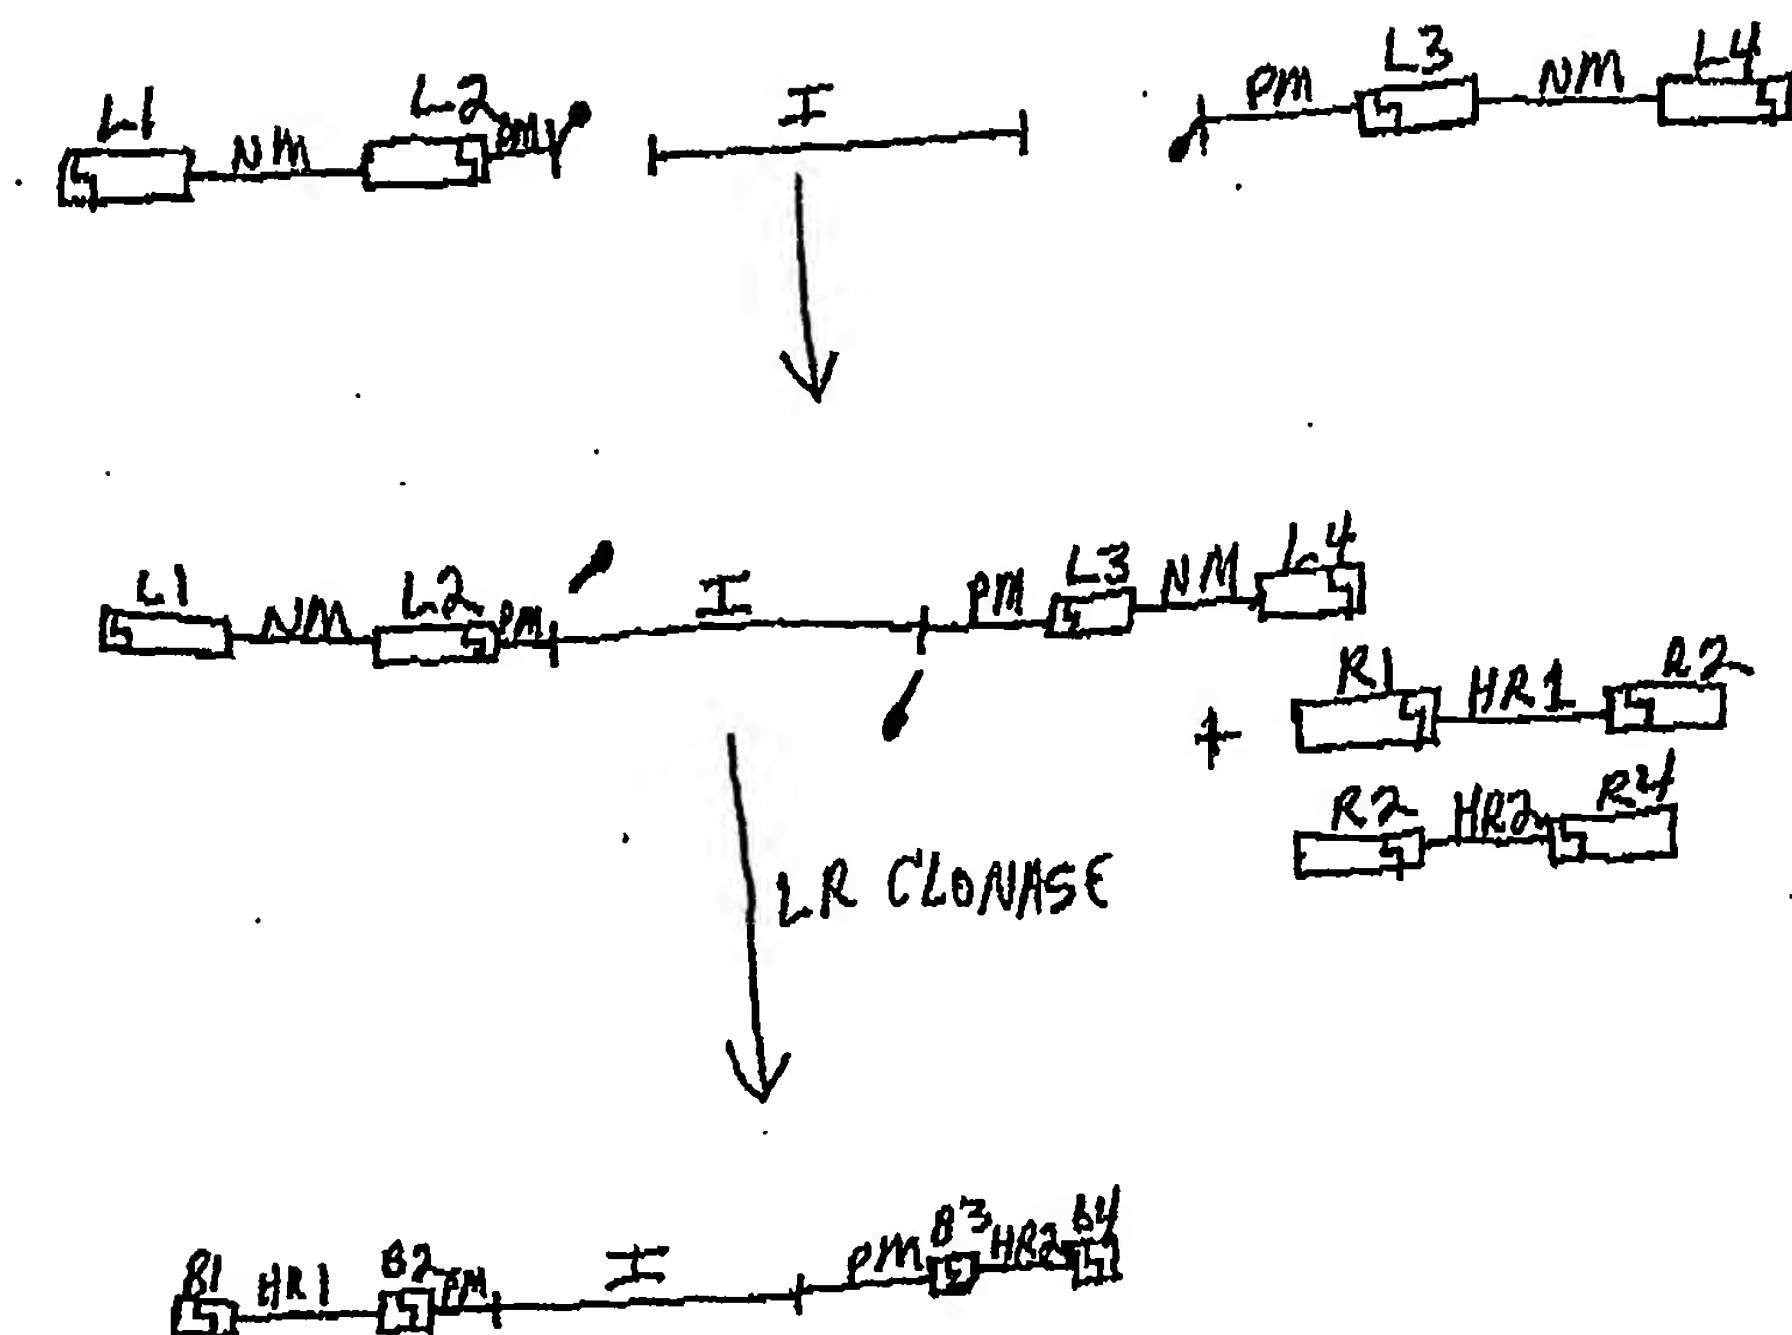 L1 NM L2 PM I PM L3 NM L4
L1 NM L2 PM I PM L3 NM L4
+ R1 HR1 R2
R2 HR2 R4
LR CLONASE
B1 HR1 B2 PM I PM B3 HR2 B4